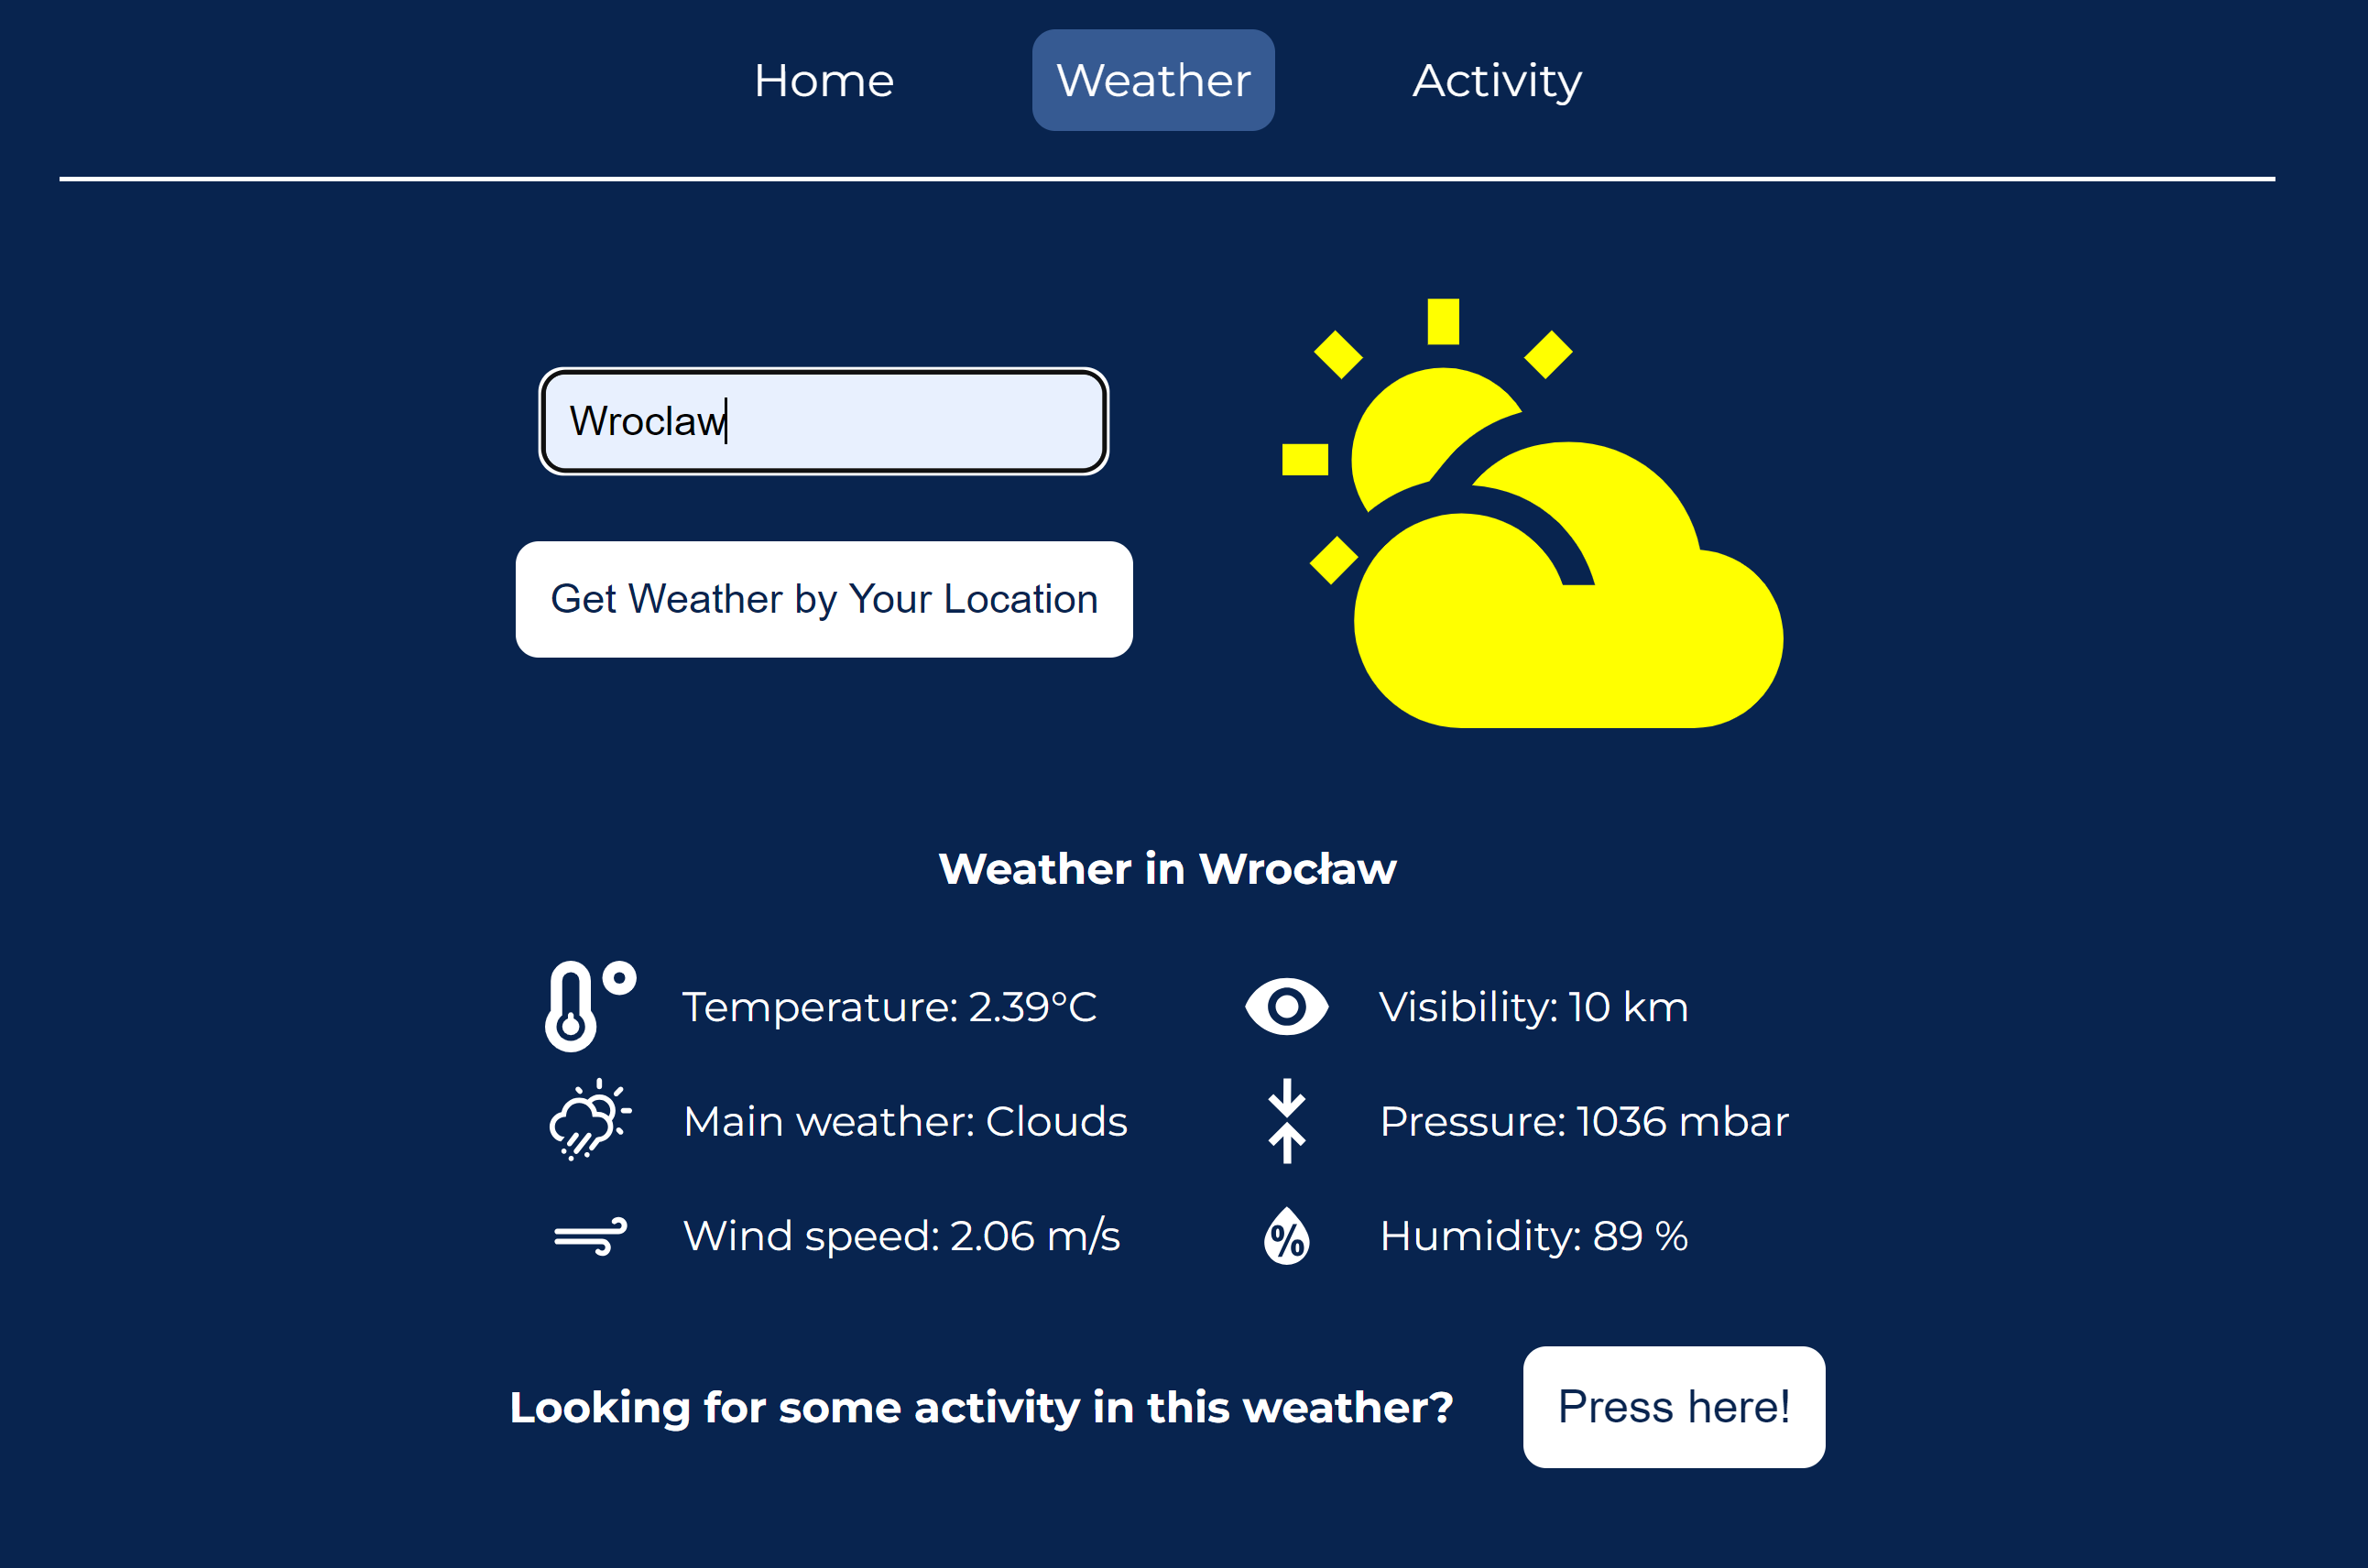 Home Weather Activity
Wroclaw
Get Weather by Your Location
Weather in Wrocław
Temperature: 2.39°C
Visibility: 10 km
Main weather: Clouds
Pressure: 1036 mbar
Wind speed: 2.06 m/s
%
Humidity: 89 %
Looking for some activity in this weather?
Press here!